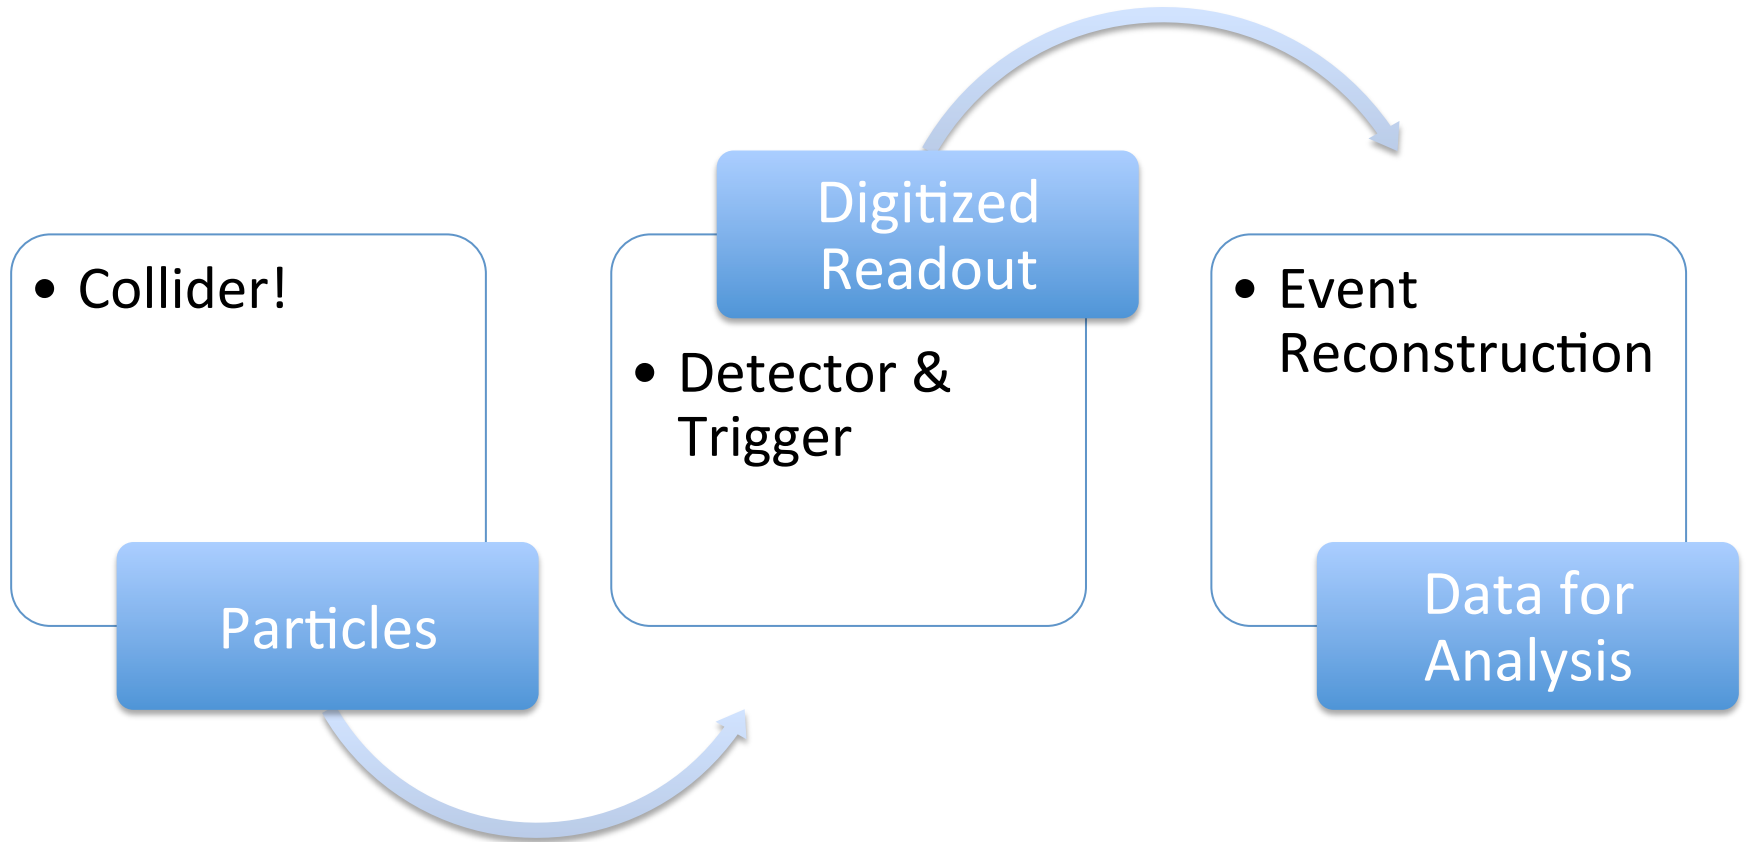 • Collider!
Particles
Digitized
Readout
• Detector &
Trigger
• Event
Reconstruction
Data for
Analysis